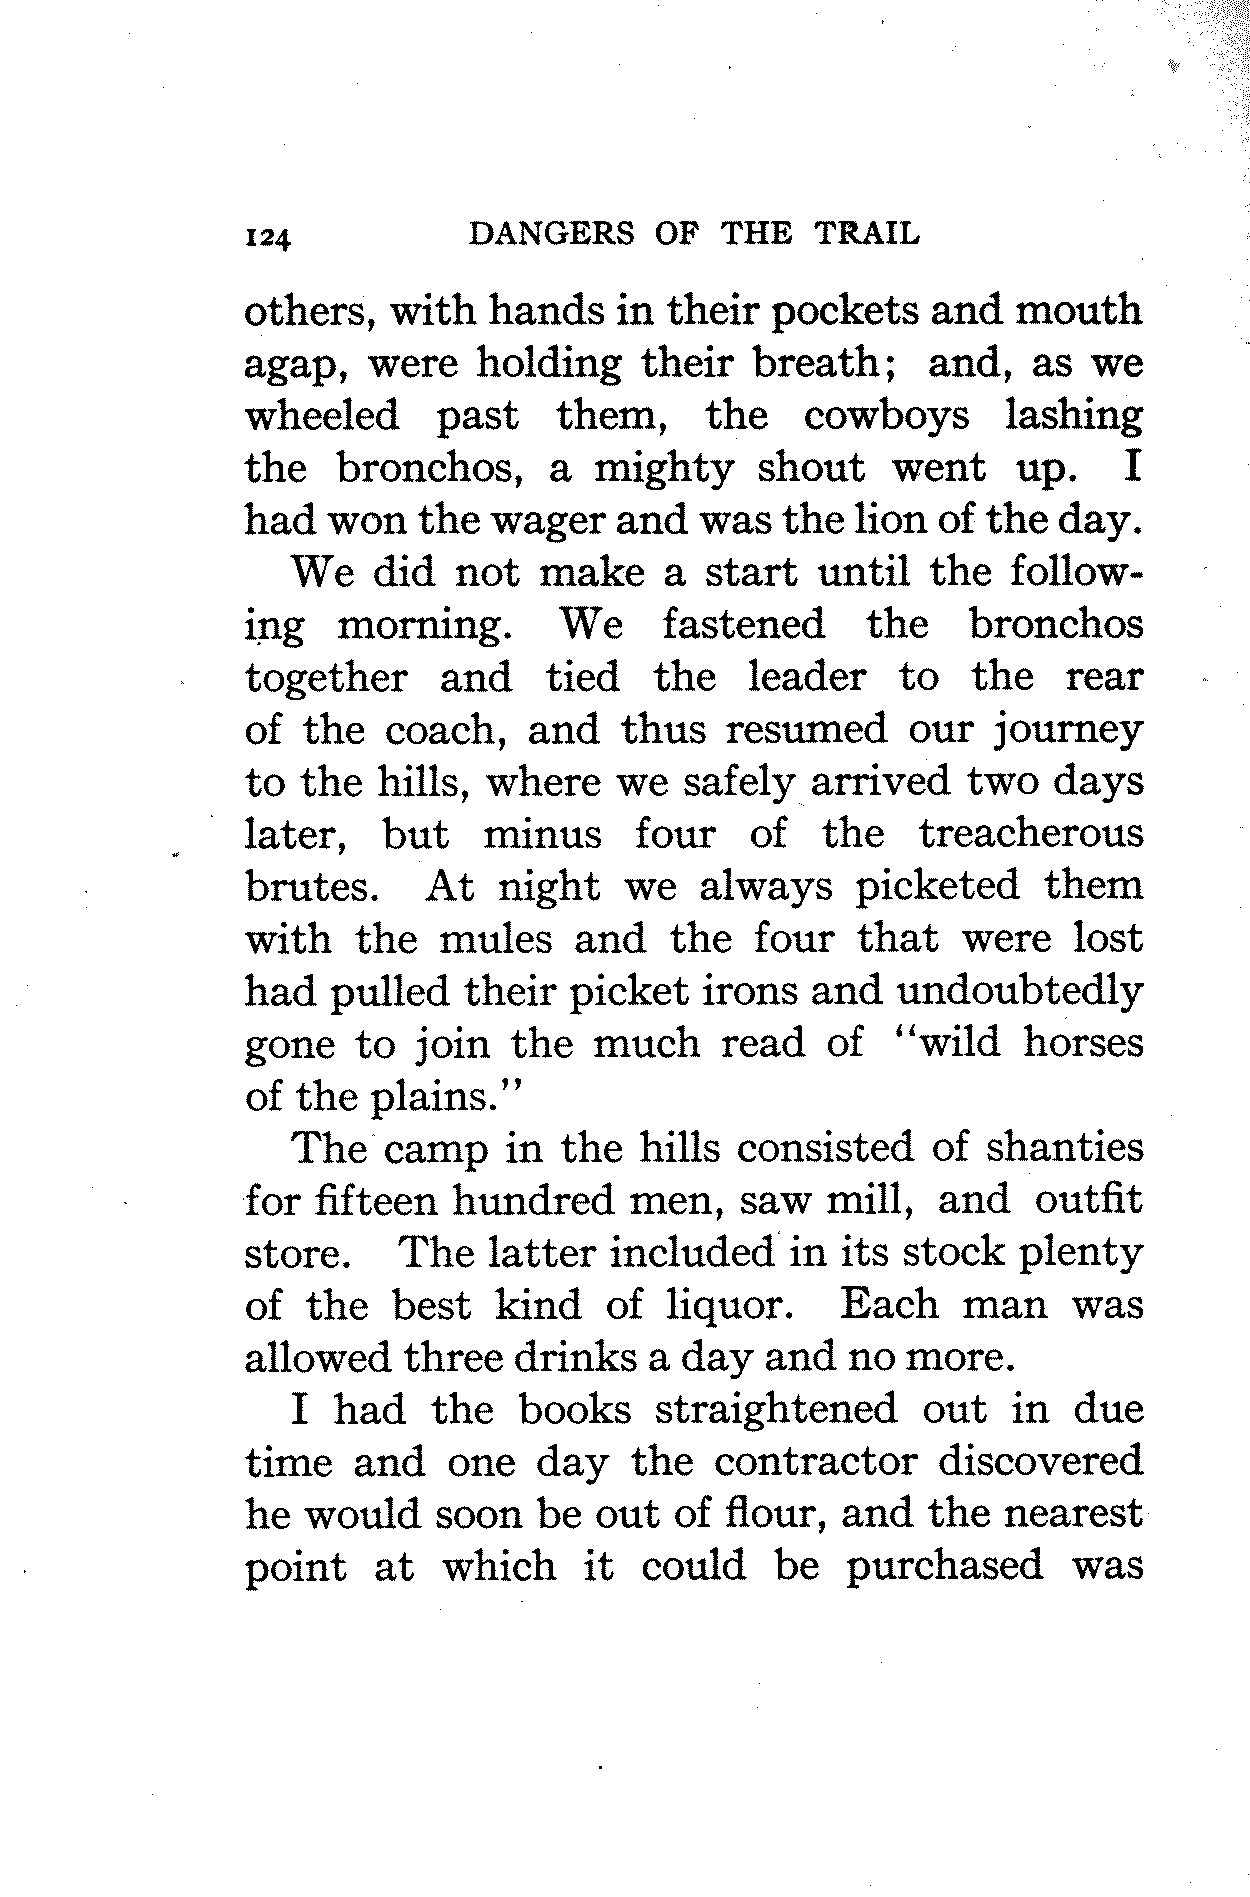 124 DANGERS OF THE TRAIL
others, with hands in their pockets and mouth
agap, were holding their breath; and, as we
wheeled past them, the cowboys lashing
the bronchos, a mighty shout went up. I
had won the wager and was the lion of the day.
We did not make a start until the follow-
ing morning. We fastened the bronchos
together and tied the leader to the rear
of the coach, and thus resumed our journey
to the hills, where we safely arrived two days
later, but minus four of the treacherous
brutes. At night we always picketed them
with the mules and the four that were lost
had pulled their picket irons and undoubtedly
gone to join the much read of "wild horses
of the plains."
The camp in the hills consisted of shanties
for fifteen hundred men, saw mill, and outfit
store. The latter included in its stock plenty
of the best kind of liquor. Each man was
allowed three drinks a day and no more.
I had the books straightened out in due
time and one day the contractor discovered
he would soon be out of flour, and the nearest
point at which it could be purchased was